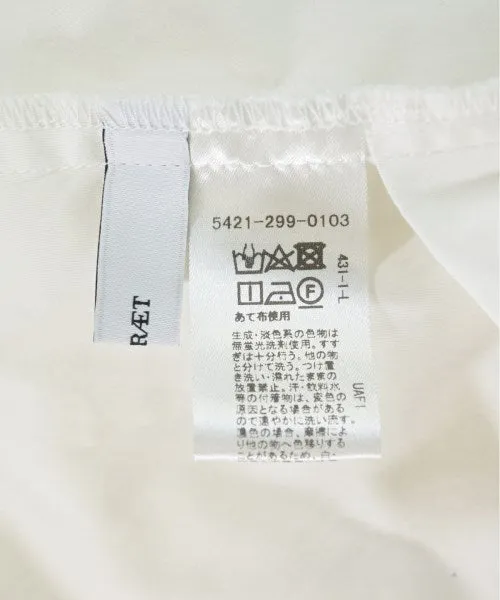 RÆT
5421-299-0103
431-1-L
F
あて布使用
生成・淡色系の色物は
無蛍光洗剤使用。すす
ぎは十分行う。他の物
と分けて洗う。つけ置
き洗い・濡れた状態の
放置禁止。汗・飲料水
等の付着物は、変色の
原因となる場合がある
ので速やかに洗い流す。
濃色の場合、摩擦によ
り他の物へ色移りする
ことがあるため、白・
UAF1